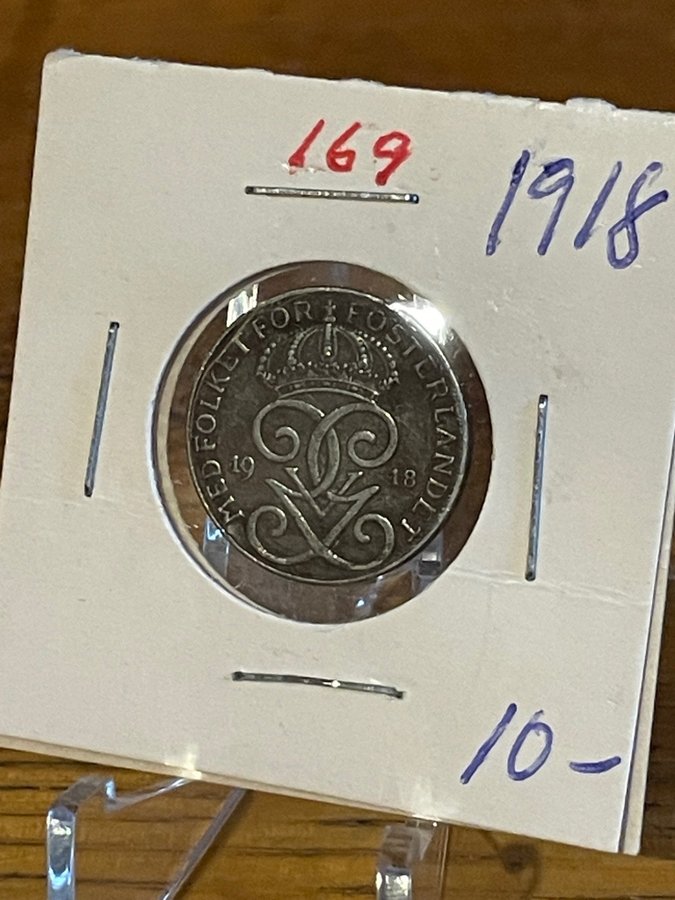 169
1918
MED FOLKET FÖR FOSTERLANDET
19 18
10-